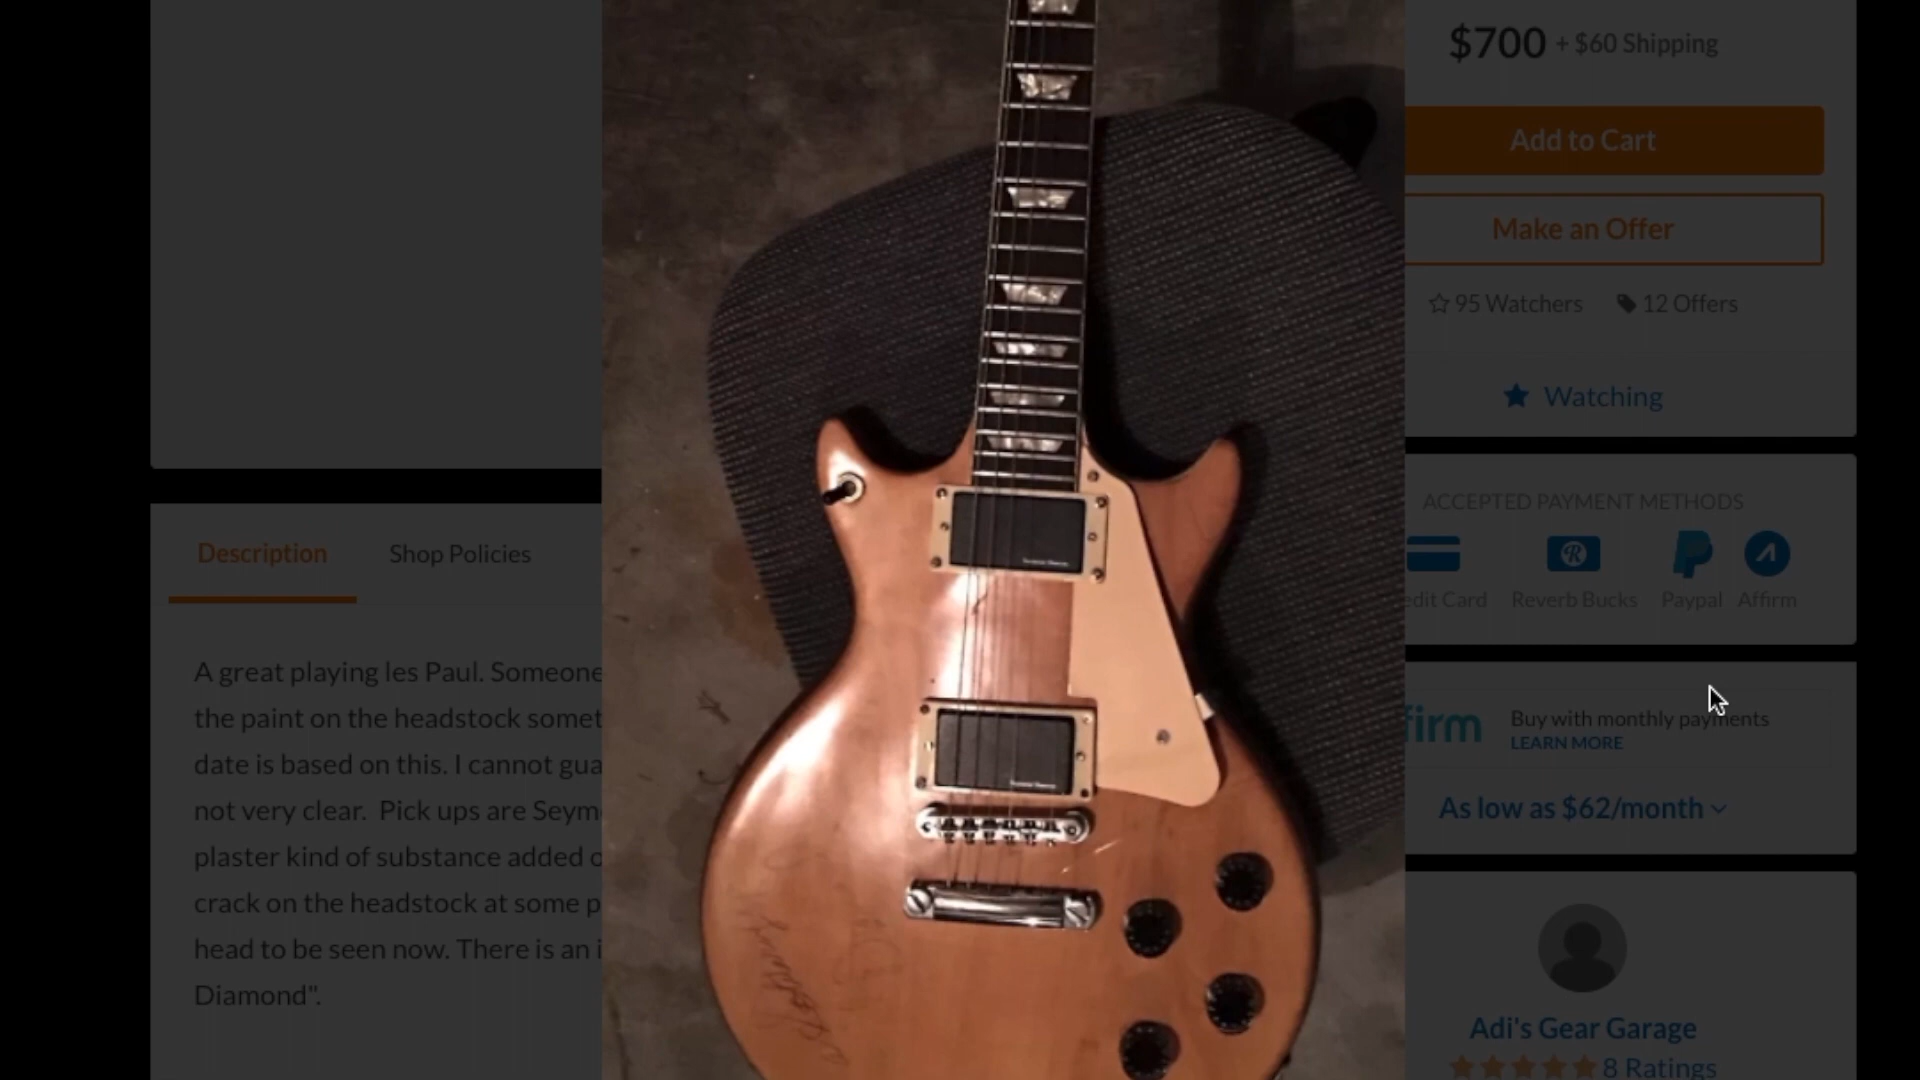 $700 + $60 Shipping
Add to Cart
Make an Offer
95 Watchers 12 Offers
Watching
ACCEPTED PAYMENT METHODS
edit Card Reverb Bucks Paypal Affirm
firm Buy with monthly payments
LEARN MORE
As low as $62/month
Adi's Gear Garage
8 Ratings
Description Shop Policies
A great playing les Paul. Someone
the paint on the headstock somet
date is based on this. I cannot gua
not very clear. Pick ups are Seym
plaster kind of substance added o
crack on the headstock at some p
head to be seen now. There is an i
Diamond".